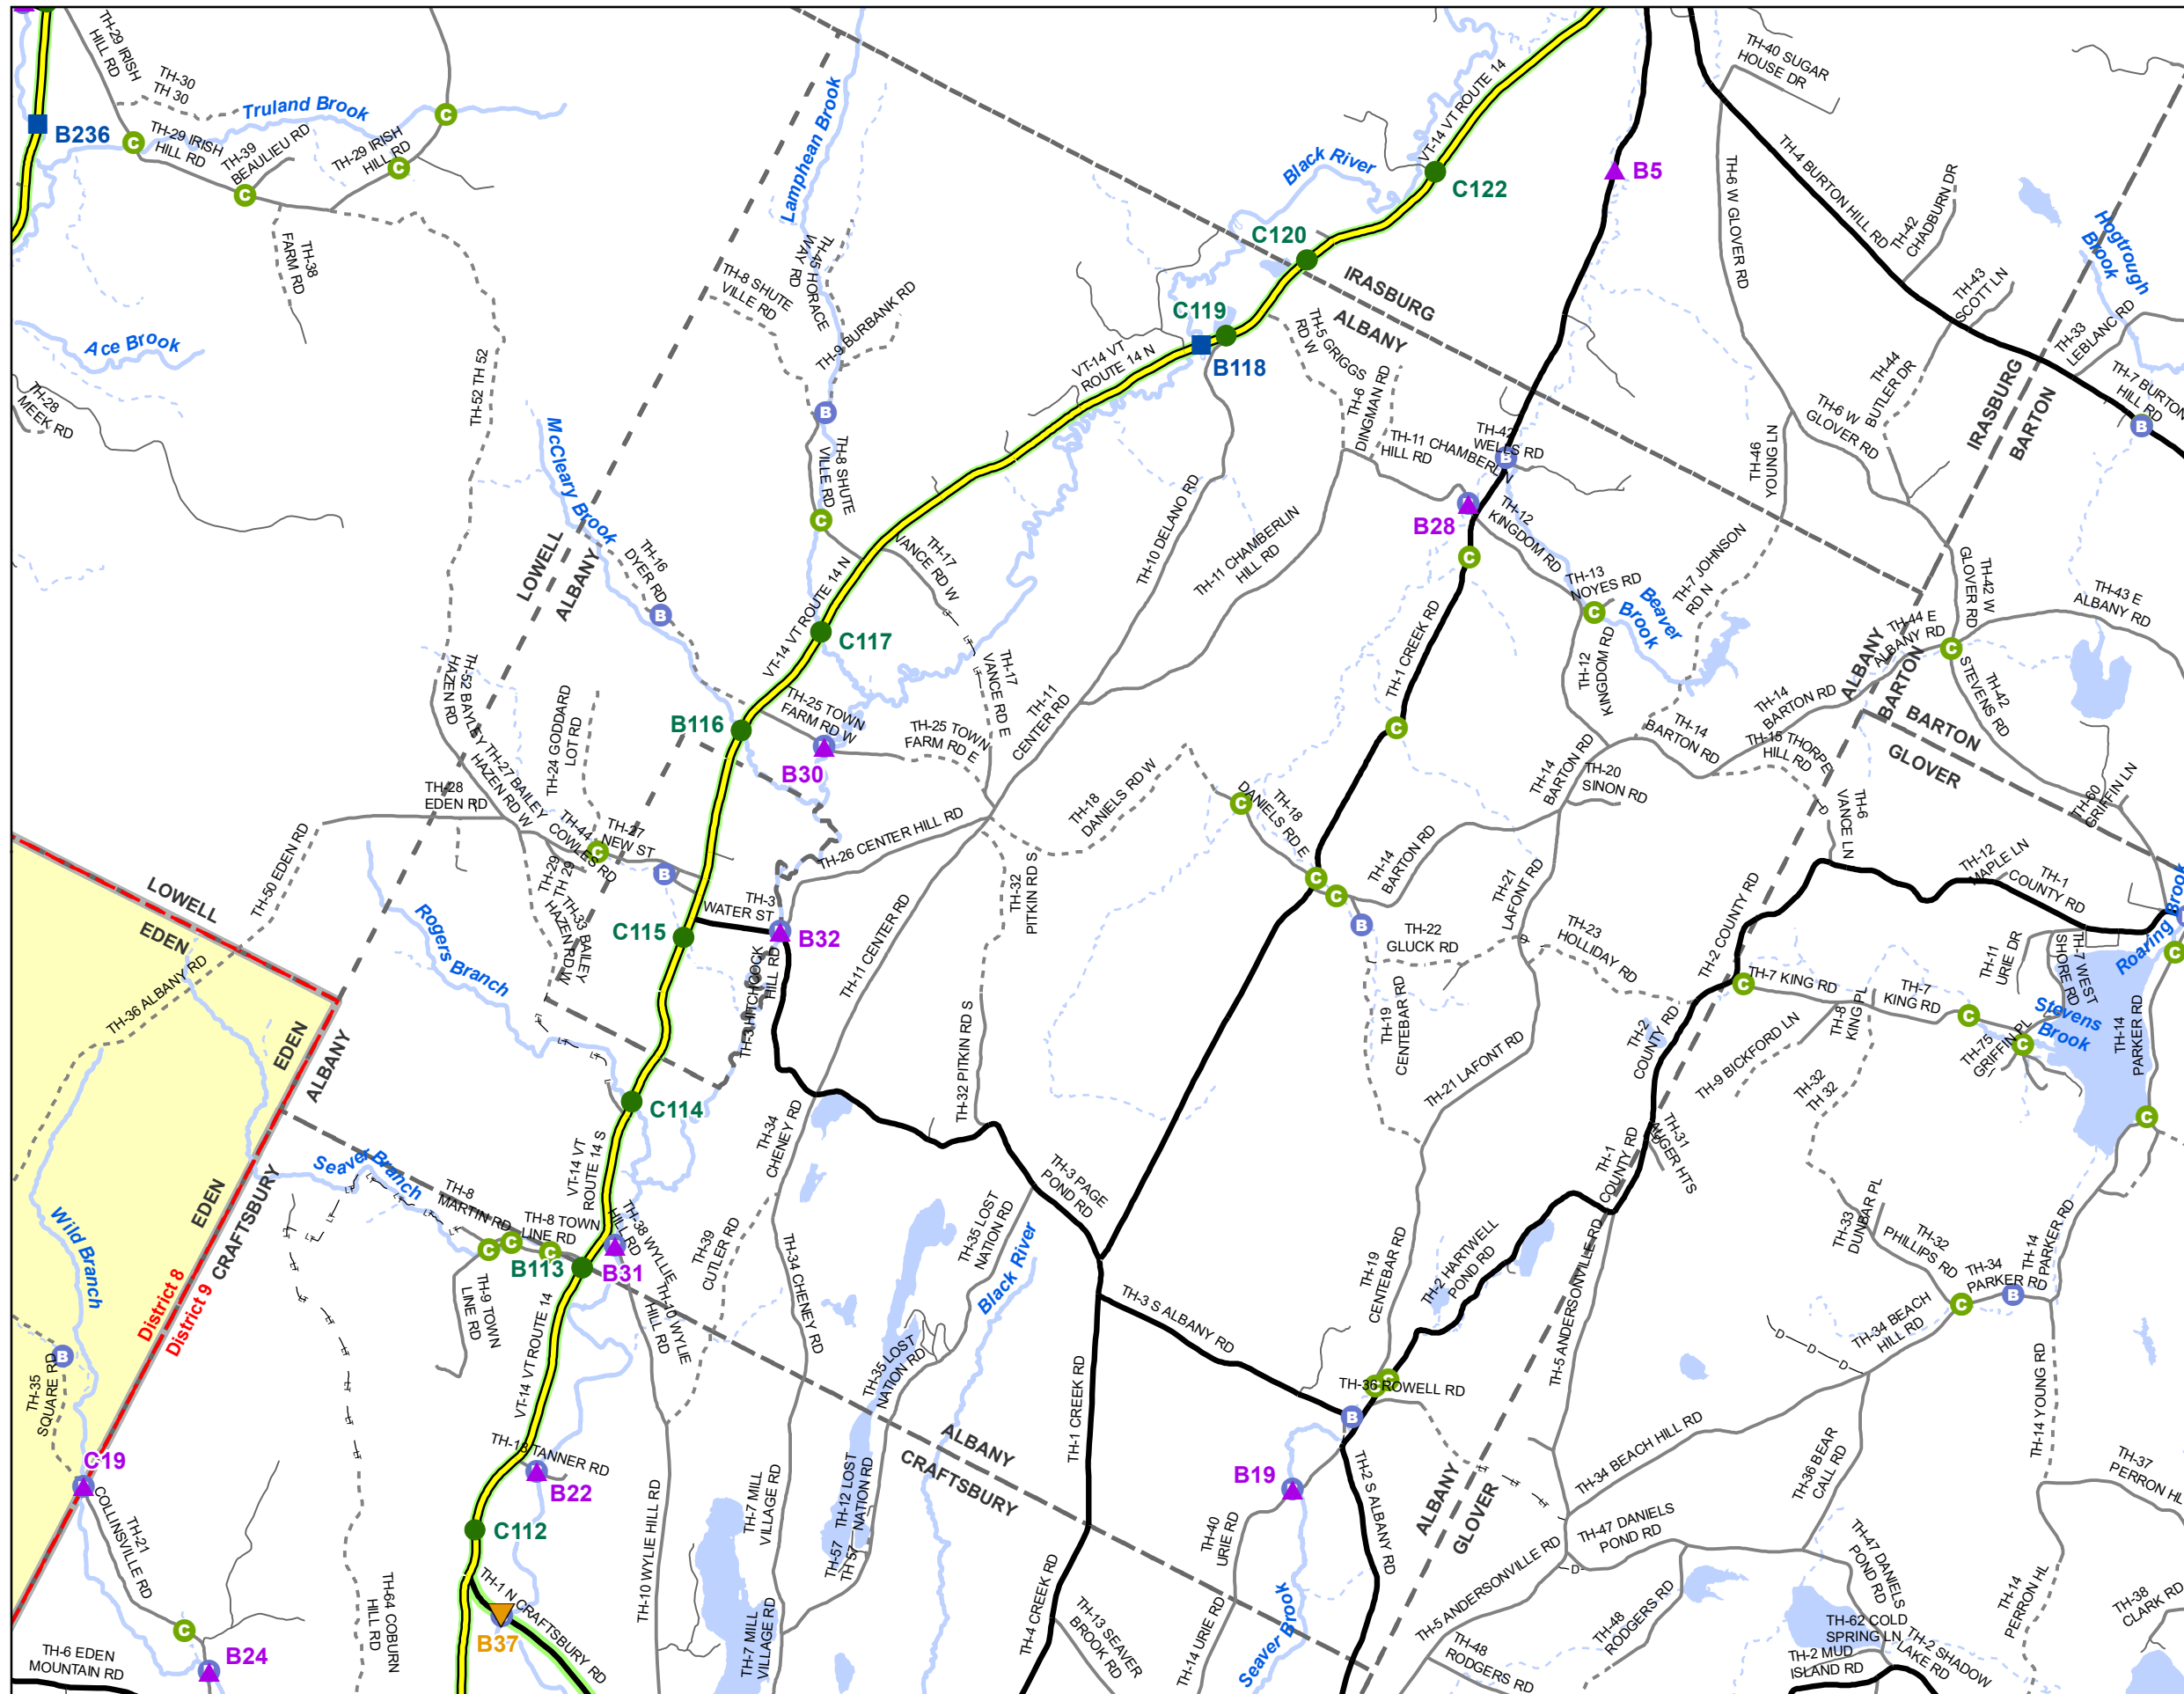 TH-29 IRISH
HILL RD
TH-30
TH 30
Truland Brook
B236
TH-29 IRISH
HILL RD
TH-39
BEAULIEU RD
TH-29 IRISH
HILL RD
TH-38
FARM RD
Ace Brook
TH-28
MEEK RD
TH-52 TH 52
Lamphean Brook
TH-45 HORACE
WAY RD
TH-8 SHUTE
VILLE RD
TH-9 BURBANK RD
TH-8 SHUTE
VILLE RD
VT-14 VT
ROUTE 14 N
Black River
VT-14 VT ROUTE 14
C122
C120
C119
B118
IRASBURG
ALBANY
B5
TH-40 SUGAR
HOUSE DR
TH-4 BURTON HILL RD
TH-6 W GLOVER RD
TH-42
CHADBURN DR
TH-43
SCOTT LN
TH-44
BUTLER DR
TH-33
LEBLANC RD
Hogtrough
Brook
TH-7 BURTON
HILL RD
IRASBURG
BARTON
TH-6 W
GLOVER RD
TH-46
YOUNG LN
TH-5 GRIGGS
RD W
TH-6
DINGMAN RD
TH-11 CHAMBERLIN
HILL RD
TH-42
WELLS RD
B28
TH-12
KINGDOM RD
TH-13
NOYES RD
Beaver
Brook
TH-7 JOHNSON
RD N
TH-12
KINGDOM RD
McCleary Brook
LOWELL
ALBANY
TH-16
DYER RD
TH-17
VANCE RD W
VT-14 VT ROUTE 14 N
C117
TH-10 DELANO RD
TH-11 CHAMBERLIN
HILL RD
TH-1 CREEK RD
TH-42 W
GLOVER RD
TH-43 E
ALBANY RD
TH-44 E
ALBANY RD
TH-42
STEVENS RD
ALBANY
BARTON
BARTON
GLOVER
TH-14
BARTON RD
TH-14
BARTON RD
TH-15 THORPE
HILL RD
TH-52 BAYLEY
HAZEN RD
TH-24 GODDARD
LOT RD
B116
TH-25 TOWN
FARM RD W
B30
TH-25 TOWN
FARM RD E
TH-17
VANCE RD E
TH-11
CENTER RD
TH-27 BAILEY
HAZEN RD W
TH-28
EDEN RD
TH-44
COWLES RD
TH-27
NEW ST
TH-29
TH 29
TH-33 BAILEY
HAZEN RD W
TH-50 EDEN RD
TH-18
DANIELS RD W
TH-18
DANIELS RD E
TH-14
BARTON RD
TH-20
SINON RD
TH-14
BARTON RD
TH-6
VANCE LN
TH-60
GRIFFIN LN
TH-26 CENTER HILL RD
TH-3
WATER ST
C115
B32
TH-32
PITKIN RD S
TH-11 CENTER RD
TH-21
LAFONT RD
TH-22
GLUCK RD
TH-23
HOLLIDAY RD
TH-12
MAPLE LN
TH-1
COUNTY RD
TH-2 COUNTY RD
LOWELL
EDEN
TH-36 ALBANY RD
Rogers Branch
TH-3 HITCHCOCK
HILL RD
TH-19
CENTEBAR RD
TH-7 KING RD
TH-7
KING RD
TH-8
KING PL
TH-11
URIE DR
TH-7 WEST
SHORE RD
Roaring Brook
Stevens
Brook
TH-75
GRIFFIN PL
TH-14
PARKER RD
EDEN
ALBANY
C114
TH-32 PITKIN RD S
TH-21 LAFONT RD
TH-2
COUNTY RD
TH-9 BICKFORD LN
TH-32
TH 32
TH-31
AUGER HTS
TH-1
COUNTY RD
TH-34
CHENEY RD
Seaver Branch
TH-8
MARTIN RD
VT-14 VT
ROUTE 14 S
TH-8 TOWN
LINE RD
TH-38 WYLLIE
HILL RD
B113
B31
TH-3 PAGE
POND RD
TH-39
CUTLER RD
TH-35 LOST
NATION RD
Black River
TH-19
CENTEBAR RD
TH-2 HARTWELL
POND RD
TH-33
DUNBAR PL
TH-32
PHILLIPS RD
TH-34
PARKER RD
TH-14
PARKER RD
Wild Branch
EDEN
CRAFTSBURY
District 8
District 9
TH-9 TOWN
LINE RD
TH-10 WYLIE
HILL RD
TH-34 CHENEY RD
TH-3 S ALBANY RD
TH-5 ANDERSONVILLE RD
TH-34 BEACH
HILL RD
TH-35
SQUARE RD
VT-14 VT ROUTE 14
TH-35 LOST
NATION RD
TH-1 CREEK RD
TH-36 ROWELL RD
TH-14 YOUNG RD
C19
TH-13 TANNER RD
B22
ALBANY
CRAFTSBURY
B19
TH-34 BEACH HILL RD
TH-36 BEAR
CALL RD
TH-37
PERRON HL
TH-21
COLLINSVILLE RD
C112
TH-7 MILL
VILLAGE RD
TH-12 LOST
NATION RD
TH-57
TH 57
TH-2 S ALBANY RD
ALBANY
GLOVER
TH-47 DANIELS
POND RD
TH-47 DANIELS
POND RD
TH-40
URIE RD
TH-5 ANDERSONVILLE RD
TH-64 COBURN
HILL RD
TH-1 N CRAFTSBURY RD
B37
TH-10 WYLIE HILL RD
TH-7 MILL
VILLAGE RD
TH-4 CREEK RD
TH-13 SEAVER
BROOK RD
TH-14 URIE RD
Seaver Brook
TH-48
RODGERS RD
TH-48
RODGERS RD
TH-62 COLD
SPRING LN
TH-2 MUD
ISLAND RD
TH-2 SHADOW
LAKE RD
TH-14
PERRON HL
TH-38
CLARK RD
TH-6 EDEN
MOUNTAIN RD
B24